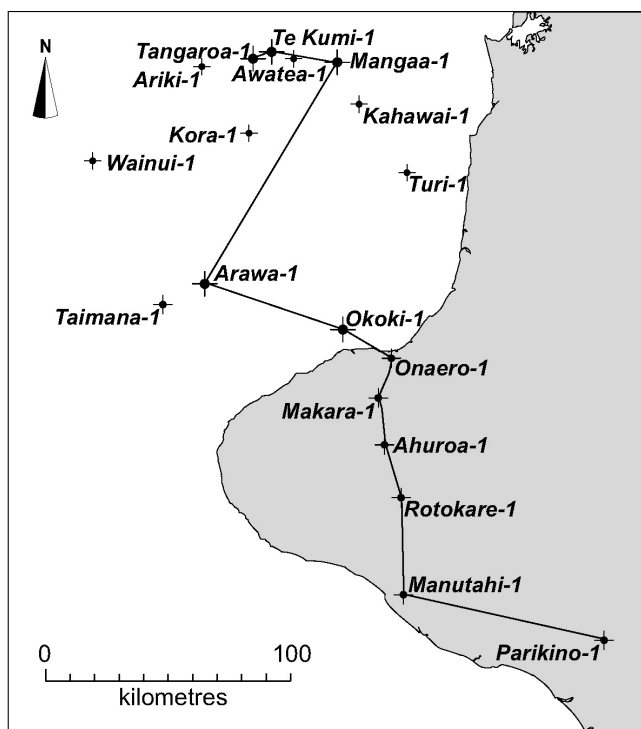 Te Kumi-1
Tangaroa-1
N
Mangaa-1
Awatea-1
Ariki-1
Kahawai-1
Kora-1
Wainui-1
Turi-1
Arawa-1
Taimana-1
Okoki-1
Onaero-1
Makara-1
Ahuroa-1
Rotokare-1
Manutahi-1
Parikino-1
0 100
kilometres